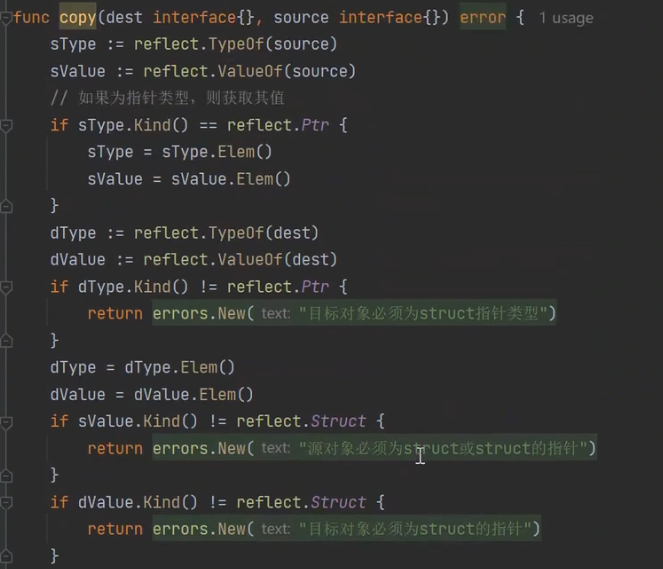 func copy(dest interface{}, source interface{}) error {  1 usage
    sType := reflect.TypeOf(source)
    sValue := reflect.ValueOf(source)
    // 如果为指针类型，则获取其值
    if sType.Kind() == reflect.Ptr {
        sType = sType.Elem()
        sValue = sValue.Elem()
    }
    dType := reflect.TypeOf(dest)
    dValue := reflect.ValueOf(dest)
    if dType.Kind() != reflect.Ptr {
        return errors.New( text: "目标对象必须为struct指针类型")
    }
    dType = dType.Elem()
    dValue = dValue.Elem()
    if sValue.Kind() != reflect.Struct {
        return errors.New( text: "源对象必须为struct或struct的指针")
    }
    if dValue.Kind() != reflect.Struct {
        return errors.New( text: "目标对象必须为struct的指针")
    }